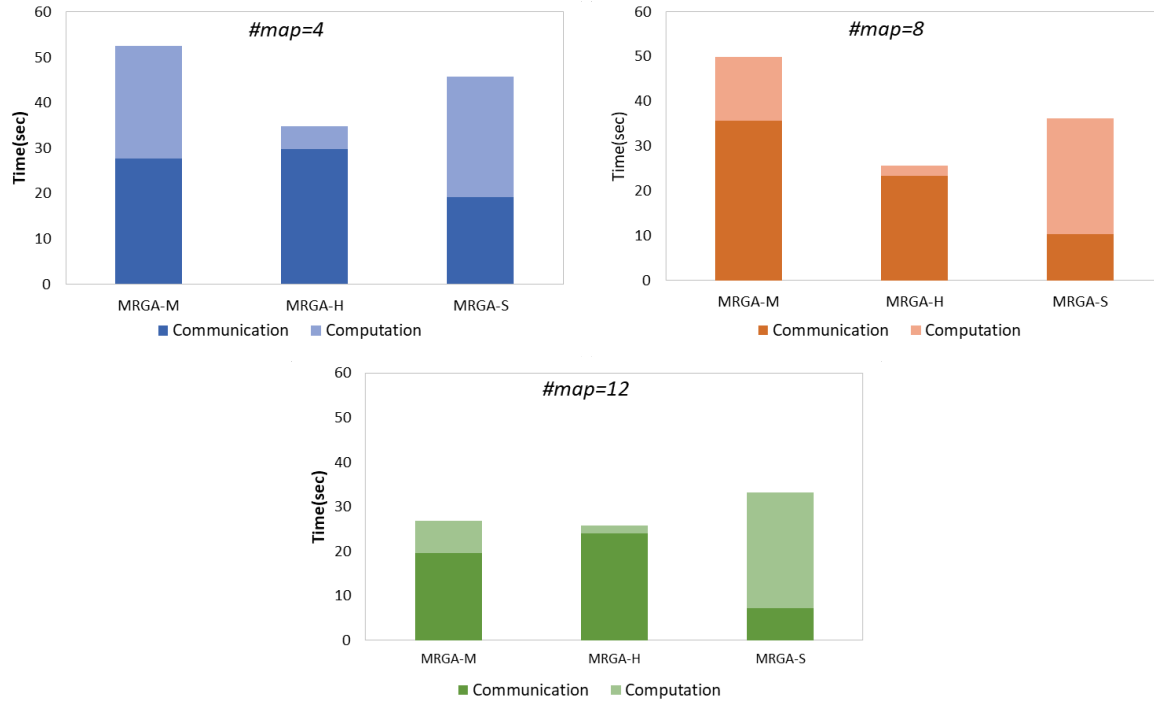 #map=4
Time(sec)
60
50
40
30
20
10
0
MRGA-M MRGA-H MRGA-S
Communication Computation
#map=8
Time(sec)
60
50
40
30
20
10
0
MRGA-M MRGA-H MRGA-S
Communication Computation
#map=12
Time(sec)
60
50
40
30
20
10
0
MRGA-M MRGA-H MRGA-S
Communication Computation